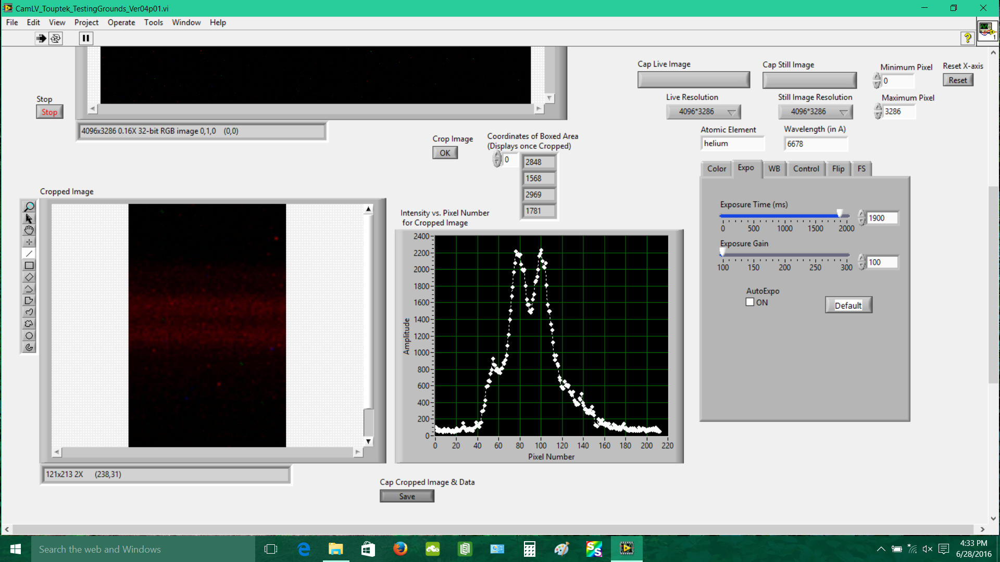 CamLV_Touptek_TestingGrounds_Ver04p01.vi
File Edit View Project Operate Tools Window Help
1
Stop
Stop
4096x3286 0.16X 32-bit RGB image 0,1,0 (0,0)
Crop Image
OK
Coordinates of Boxed Area
(Displays once Cropped)
0
2848
1568
2969
1781
Cap Live Image
Cap Still Image
Minimum Pixel
0
Reset X-axis
Reset
Live Resolution
4096*3286
Still Image Resolution
4096*3286
Maximum Pixel
3286
Atomic Element
helium
Wavelength (in A)
6678
Color Expo WB Control Flip FS
Exposure Time (ms)
1900
0 500 1000 1500 2000
Exposure Gain
100
100 150 200 250 300
AutoExpo
ON
Default
Cropped Image
121x213 2X (238,31)
Intensity vs. Pixel Number
for Cropped Image
Amplitude
2400
2200
2000
1800
1600
1400
1200
1000
800
600
400
200
0
0 20 40 60 80 100 120 140 160 180 200 220
Pixel Number
Cap Cropped Image & Data
Save
Search the web and Windows
4:33 PM
6/28/2016